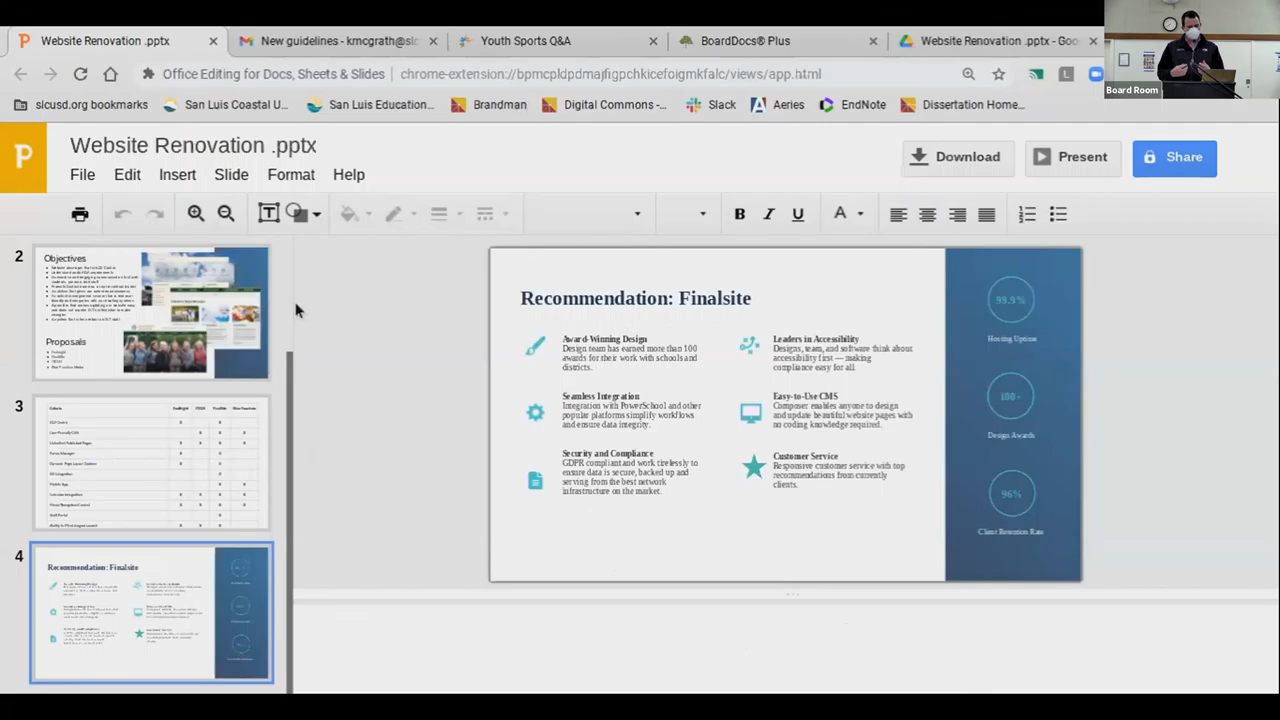 Website Renovation .pptx
New guidelines - kmcgrath@slc
Youth Sports Q&A
BoardDocs® Plus
Website Renovation .pptx - Goo
Office Editing for Docs, Sheets & Slides
chrome-extension://bpmcpldpdmajfigpchkicefoigmkfalc/views/app.html
Board Room
slcusd.org bookmarks
San Luis Coastal U...
San Luis Education...
Brandman
Digital Commons -...
Slack
Aeries
EndNote
Dissertation Home...
Website Renovation .pptx
Download
Present
Share
File
Edit
Insert
Slide
Format
Help
B
I
U
A
2
Objectives
Proposals
3
Criteria
4
Recommendation: Finalsite
Recommendation: Finalsite
Award-Winning Design
Design team has earned more than 100
awards for their work with schools and
districts.
Seamless Integration
Integration with PowerSchool and other
popular platforms simplify workflows
and ensure data integrity.
Security and Compliance
GDPR compliant and work tirelessly to
ensure data is secure, backed up and
serving from the best network
infrastructure on the market.
Leaders in Accessibility
Designs, team, and software think about
accessibility first — making
compliance easy for all.
Easy-to-Use CMS
Composer enables anyone to design
and update beautiful website pages with
no coding knowledge required.
Customer Service
Responsive customer service with top
recommendations from currently
clients.
99.9%
Hosting Uptime
100+
Design Awards
96%
Client Retention Rate